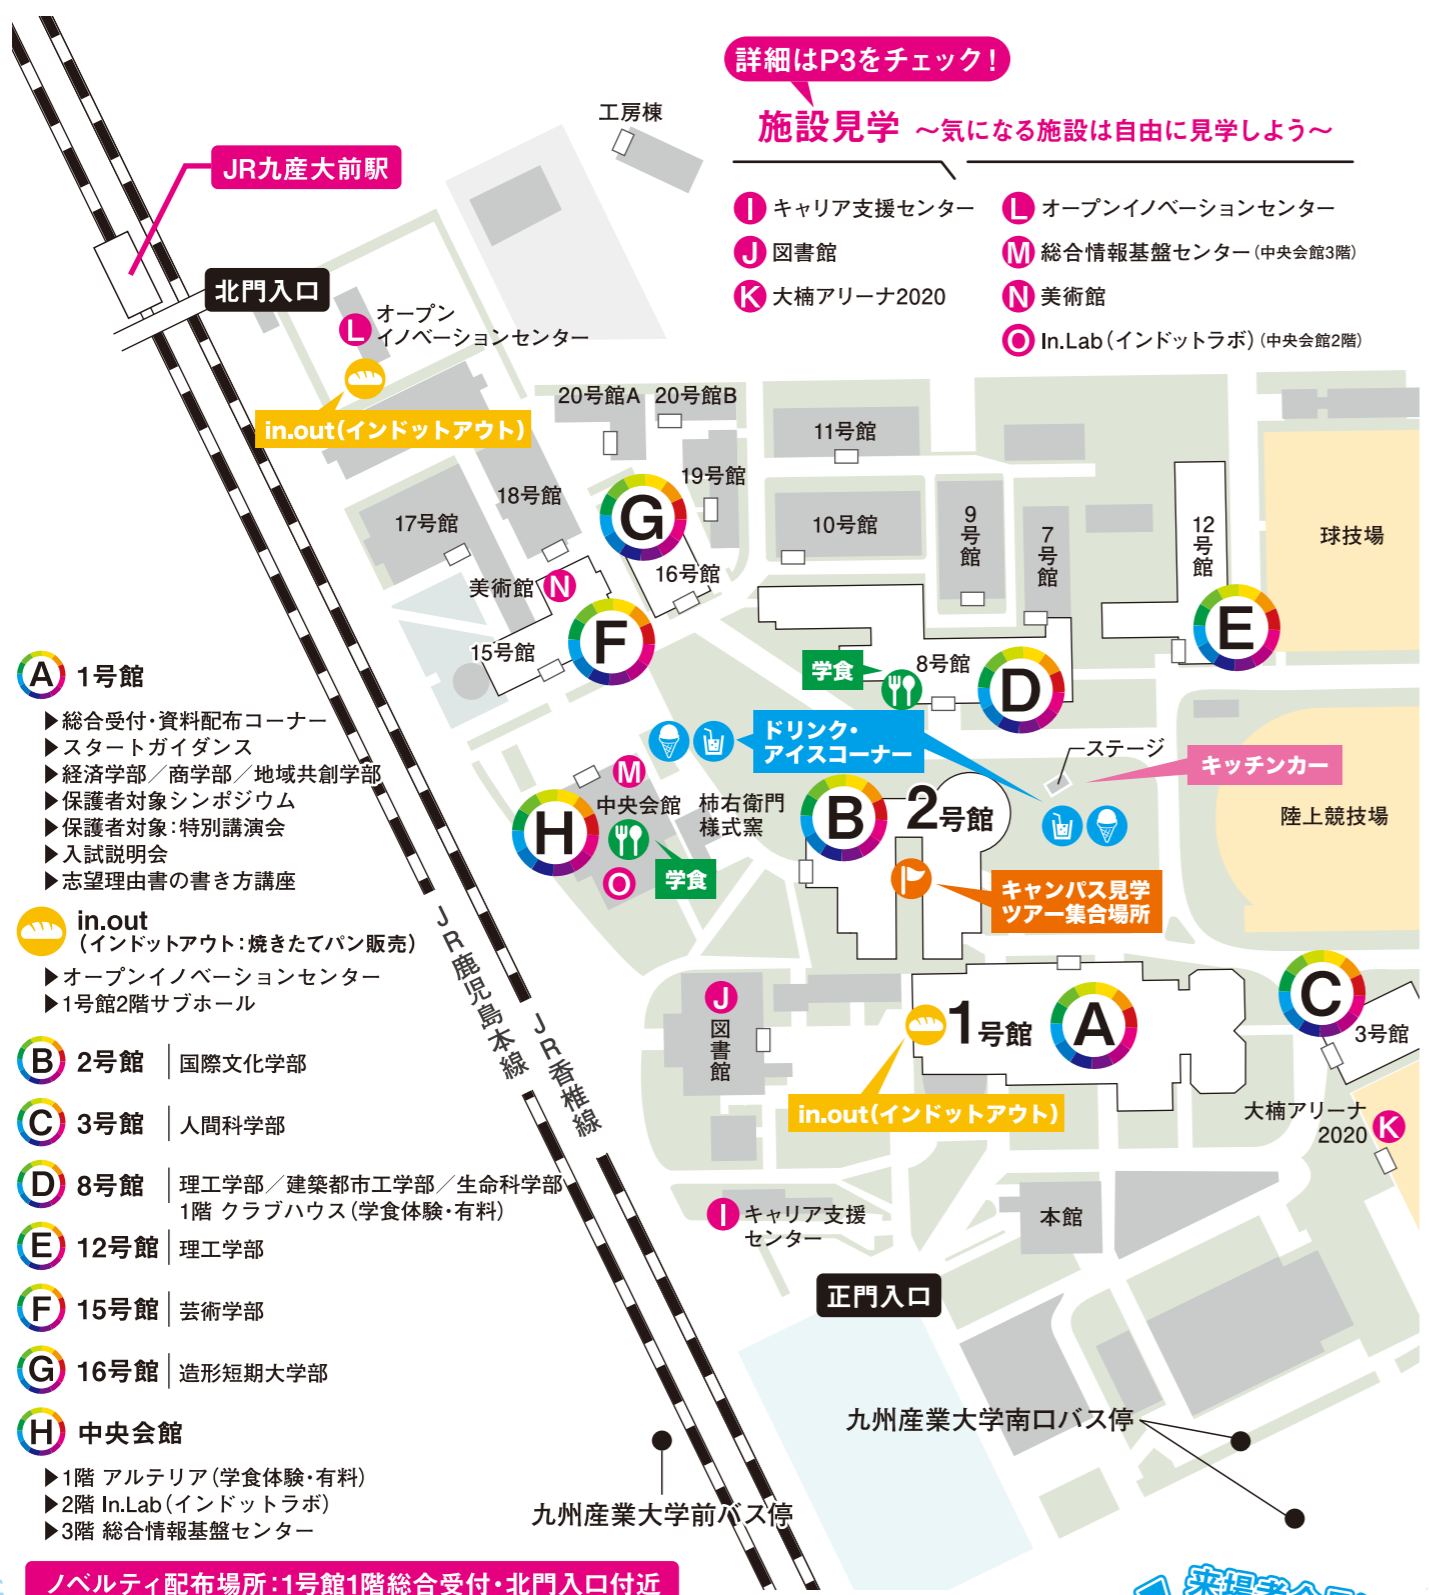 詳細はP3をチェック！
施設見学 〜気になる施設は自由に見学しよう〜
I キャリア支援センター
J 図書館
K 大楠アリーナ2020
L オープンイノベーションセンター
M 総合情報基盤センター（中央会館3階）
N 美術館
O In.Lab（インドットラボ）（中央会館2階）
工房棟
JR九産大前駅
北門入口
L オープン
イノベーションセンター
in.out（インドットアウト）
20号館A
20号館B
11号館
19号館
18号館
17号館
G
10号館
9号館
7号館
12号館
球技場
16号館
美術館 N
F
E
15号館
学食
8号館
D
ドリンク・
アイスコーナー
ステージ
キッチンカー
M
中央会館
H
O
学食
柿右衛門
様式窯
B
2号館
陸上競技場
キャンパス見学
ツアー集合場所
J
図書館
1号館
A
C
3号館
in.out（インドットアウト）
大楠アリーナ
2020
K
I キャリア支援
センター
本館
正門入口
九州産業大学南口バス停
九州産業大学前バス停
JR鹿児島本線
JR香椎線
A 1号館
▶総合受付・資料配布コーナー
▶スタートガイダンス
▶経済学部／商学部／地域共創学部
▶保護者対象シンポジウム
▶保護者対象：特別講演会
▶入試説明会
▶志望理由書の書き方講座
in.out
（インドットアウト：焼きたてパン販売）
▶オープンイノベーションセンター
▶1号館2階サブホール
B 2号館 国際文化学部
C 3号館 人間科学部
D 8号館 理工学部／建築都市工学部／生命科学部
1階 クラブハウス（学食体験・有料）
E 12号館 理工学部
F 15号館 芸術学部
G 16号館 造形短期大学部
H 中央会館
▶1階 アルテリア（学食体験・有料）
▶2階 In.Lab（インドットラボ）
▶3階 総合情報基盤センター
ノベルティ配布場所：1号館1階総合受付・北門入口付近
来場者全員